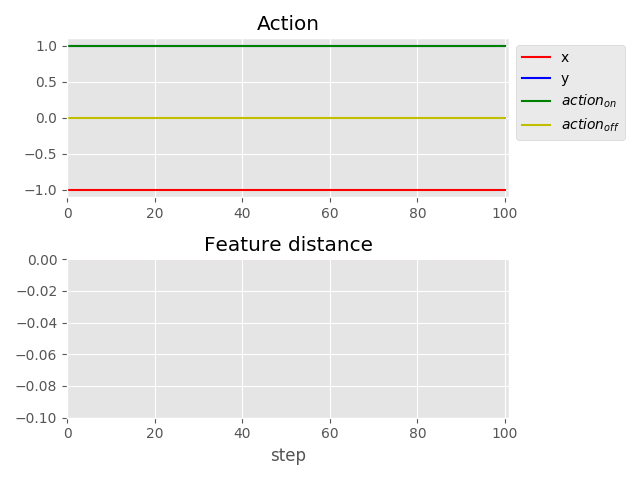 Action
1.0
0.5
0.0
−0.5
−1.0
0 20 40 60 80 100
x
y
action_on
action_off
Feature distance
0.00
−0.02
−0.04
−0.06
−0.08
−0.10
0 20 40 60 80 100
step